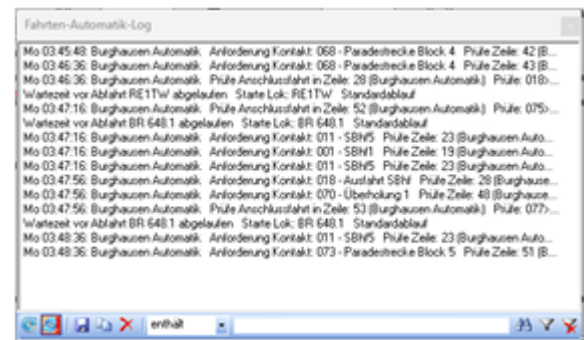 Fahrten-Automatik-Log
Mo 03:45:48: Burghausen Automatik: Anforderung Kontakt: 068 - Paradestrecke Block 4 Prüfe Zeile: 42 (B...
Mo 03:46:36: Burghausen Automatik: Anforderung Kontakt: 068 - Paradestrecke Block 4 Prüfe Zeile: 43 (B...
Mo 03:46:36: Burghausen Automatik: Prüfe Anschlussfahrt in Zeile: 28 (Burghausen Automatik) Prüfe: 018>...
Wartezeit vor Abfahrt RE1TW abgelaufen Starte Lok: RE1TW Standardablauf
Mo 03:47:16: Burghausen Automatik: Prüfe Anschlussfahrt in Zeile: 52 (Burghausen Automatik) Prüfe: 075>...
Wartezeit vor Abfahrt BR 648.1 abgelaufen Starte Lok: BR 648.1 Standardablauf
Mo 03:47:16: Burghausen Automatik: Anforderung Kontakt: 011 - SBhf5 Prüfe Zeile: 23 (Burghausen Auto...
Mo 03:47:16: Burghausen Automatik: Anforderung Kontakt: 001 - SBhf1 Prüfe Zeile: 19 (Burghausen Auto...
Mo 03:47:16: Burghausen Automatik: Anforderung Kontakt: 011 - SBhf5 Prüfe Zeile: 23 (Burghausen Auto...
Mo 03:47:56: Burghausen Automatik: Anforderung Kontakt: 018 - Ausfahrt SBhf Prüfe Zeile: 28 (Burghause...
Mo 03:47:56: Burghausen Automatik: Anforderung Kontakt: 070 - Überholung 1 Prüfe Zeile: 48 (Burghause...
Mo 03:47:56: Burghausen Automatik: Prüfe Anschlussfahrt in Zeile: 53 (Burghausen Automatik) Prüfe: 077>...
Wartezeit vor Abfahrt BR 648.1 abgelaufen Starte Lok: BR 648.1 Standardablauf
Mo 03:48:36: Burghausen Automatik: Anforderung Kontakt: 011 - SBhf5 Prüfe Zeile: 23 (Burghausen Auto...
Mo 03:48:36: Burghausen Automatik: Anforderung Kontakt: 073 - Paradestrecke Block 5 Prüfe Zeile: 51 (B...
enthält